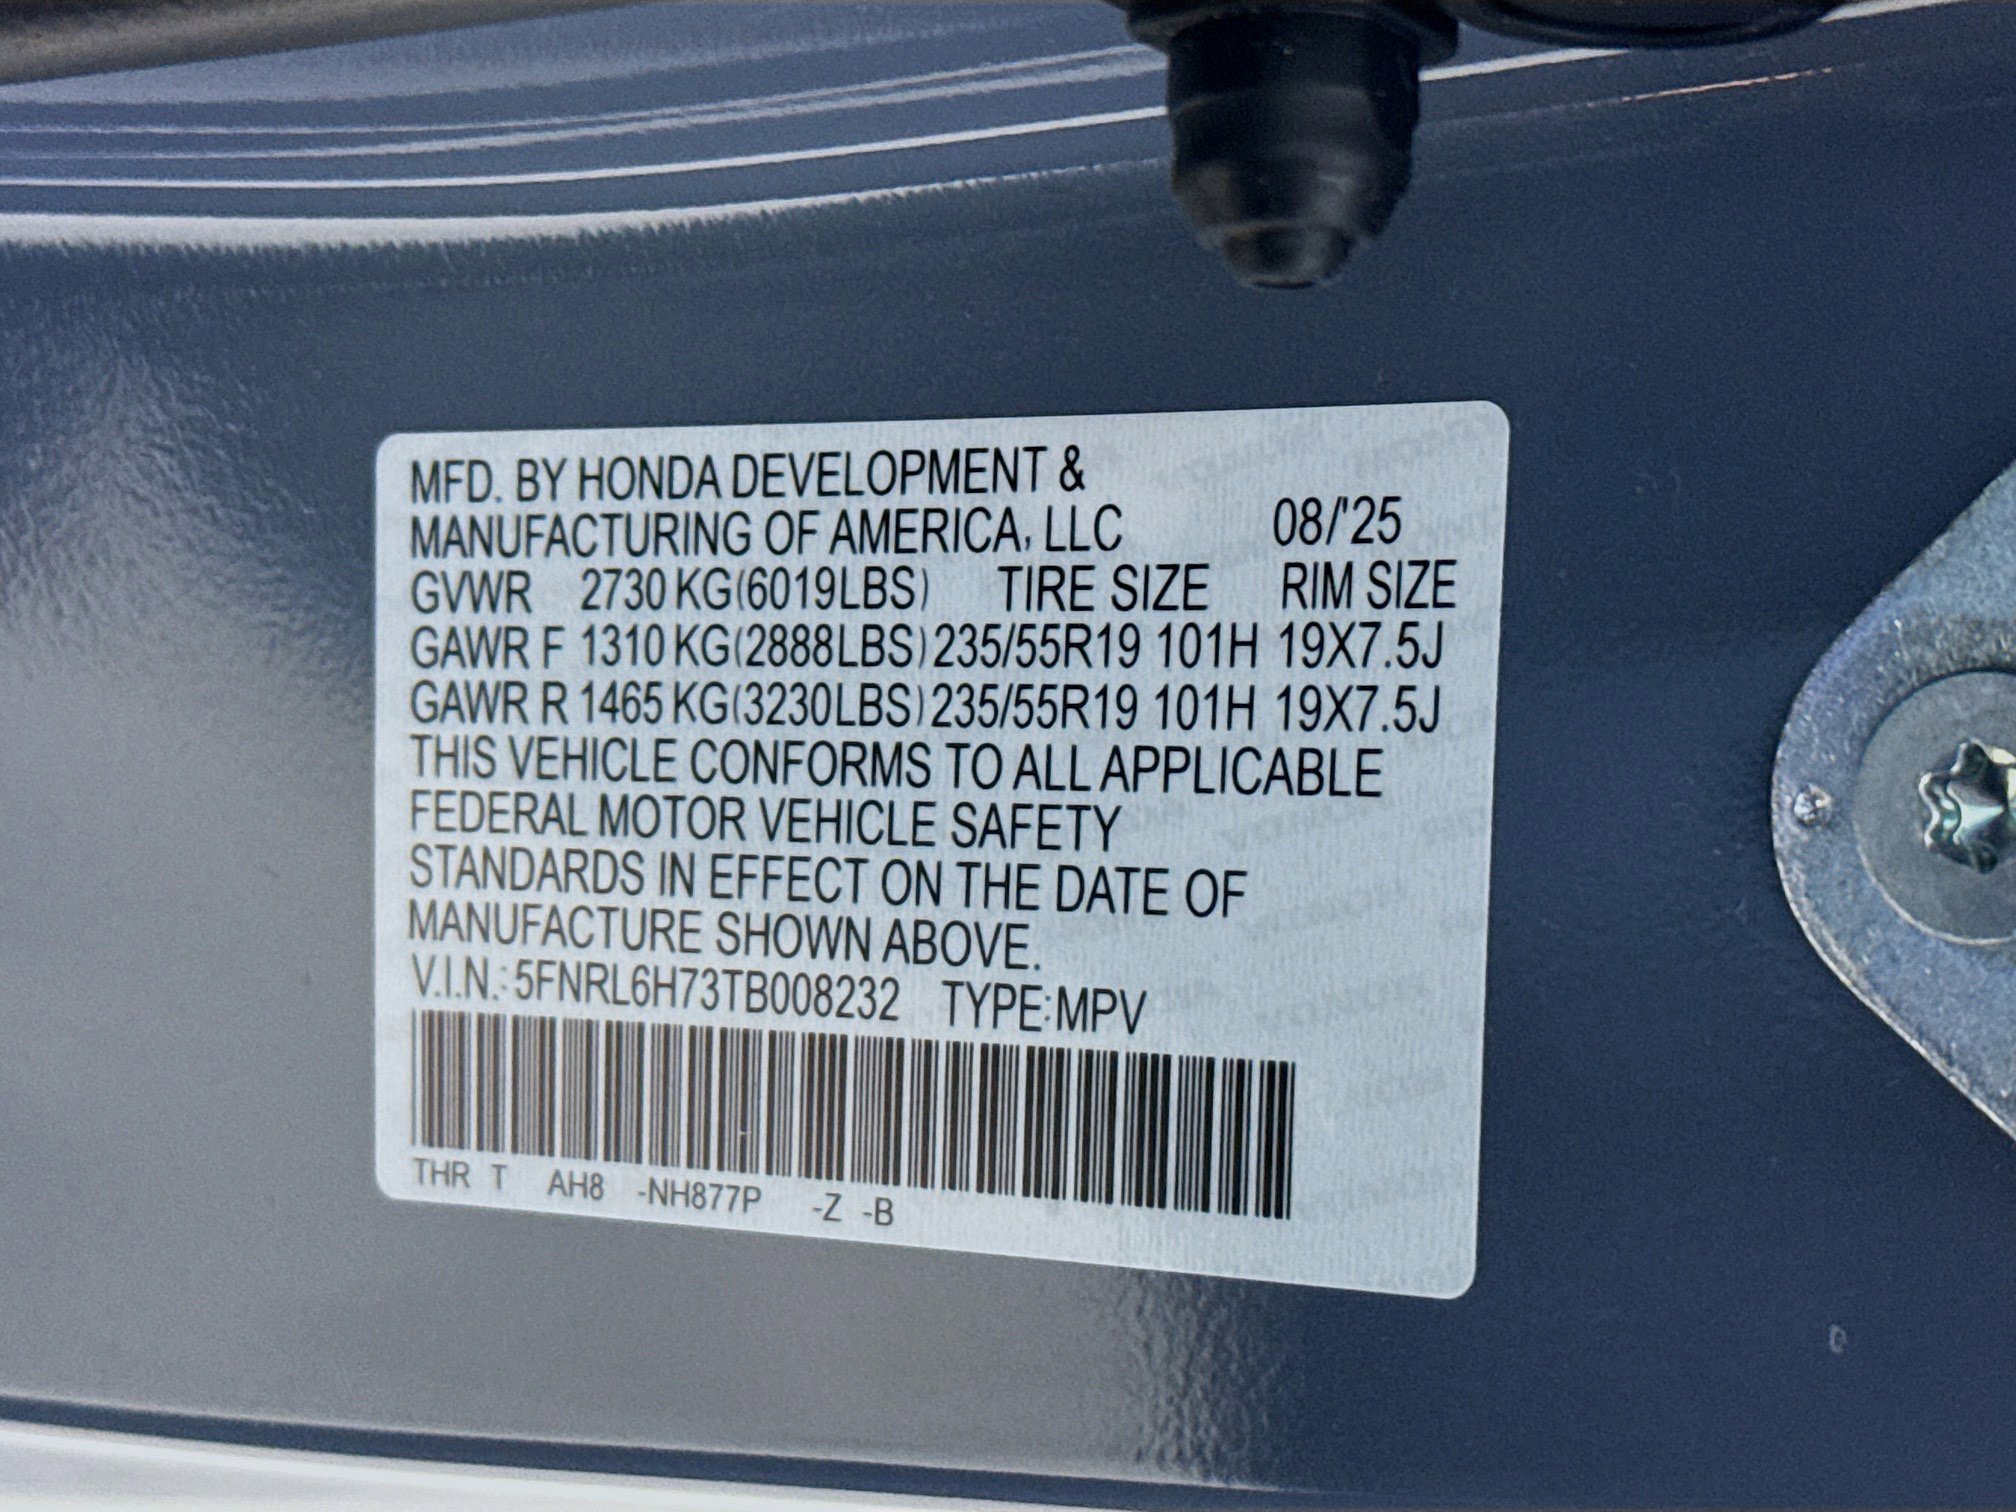 MFD. BY HONDA DEVELOPMENT &
MANUFACTURING OF AMERICA, LLC 08/'25
GVWR 2730 KG(6019LBS) TIRE SIZE RIM SIZE
GAWR F 1310 KG(2888LBS) 235/55R19 101H 19X7.5J
GAWR R 1465 KG(3230LBS) 235/55R19 101H 19X7.5J
THIS VEHICLE CONFORMS TO ALL APPLICABLE
FEDERAL MOTOR VEHICLE SAFETY
STANDARDS IN EFFECT ON THE DATE OF
MANUFACTURE SHOWN ABOVE.
V.I.N.: 5FNRL6H73TB008232 TYPE:MPV
THR T AH8 -NH877P -Z -B